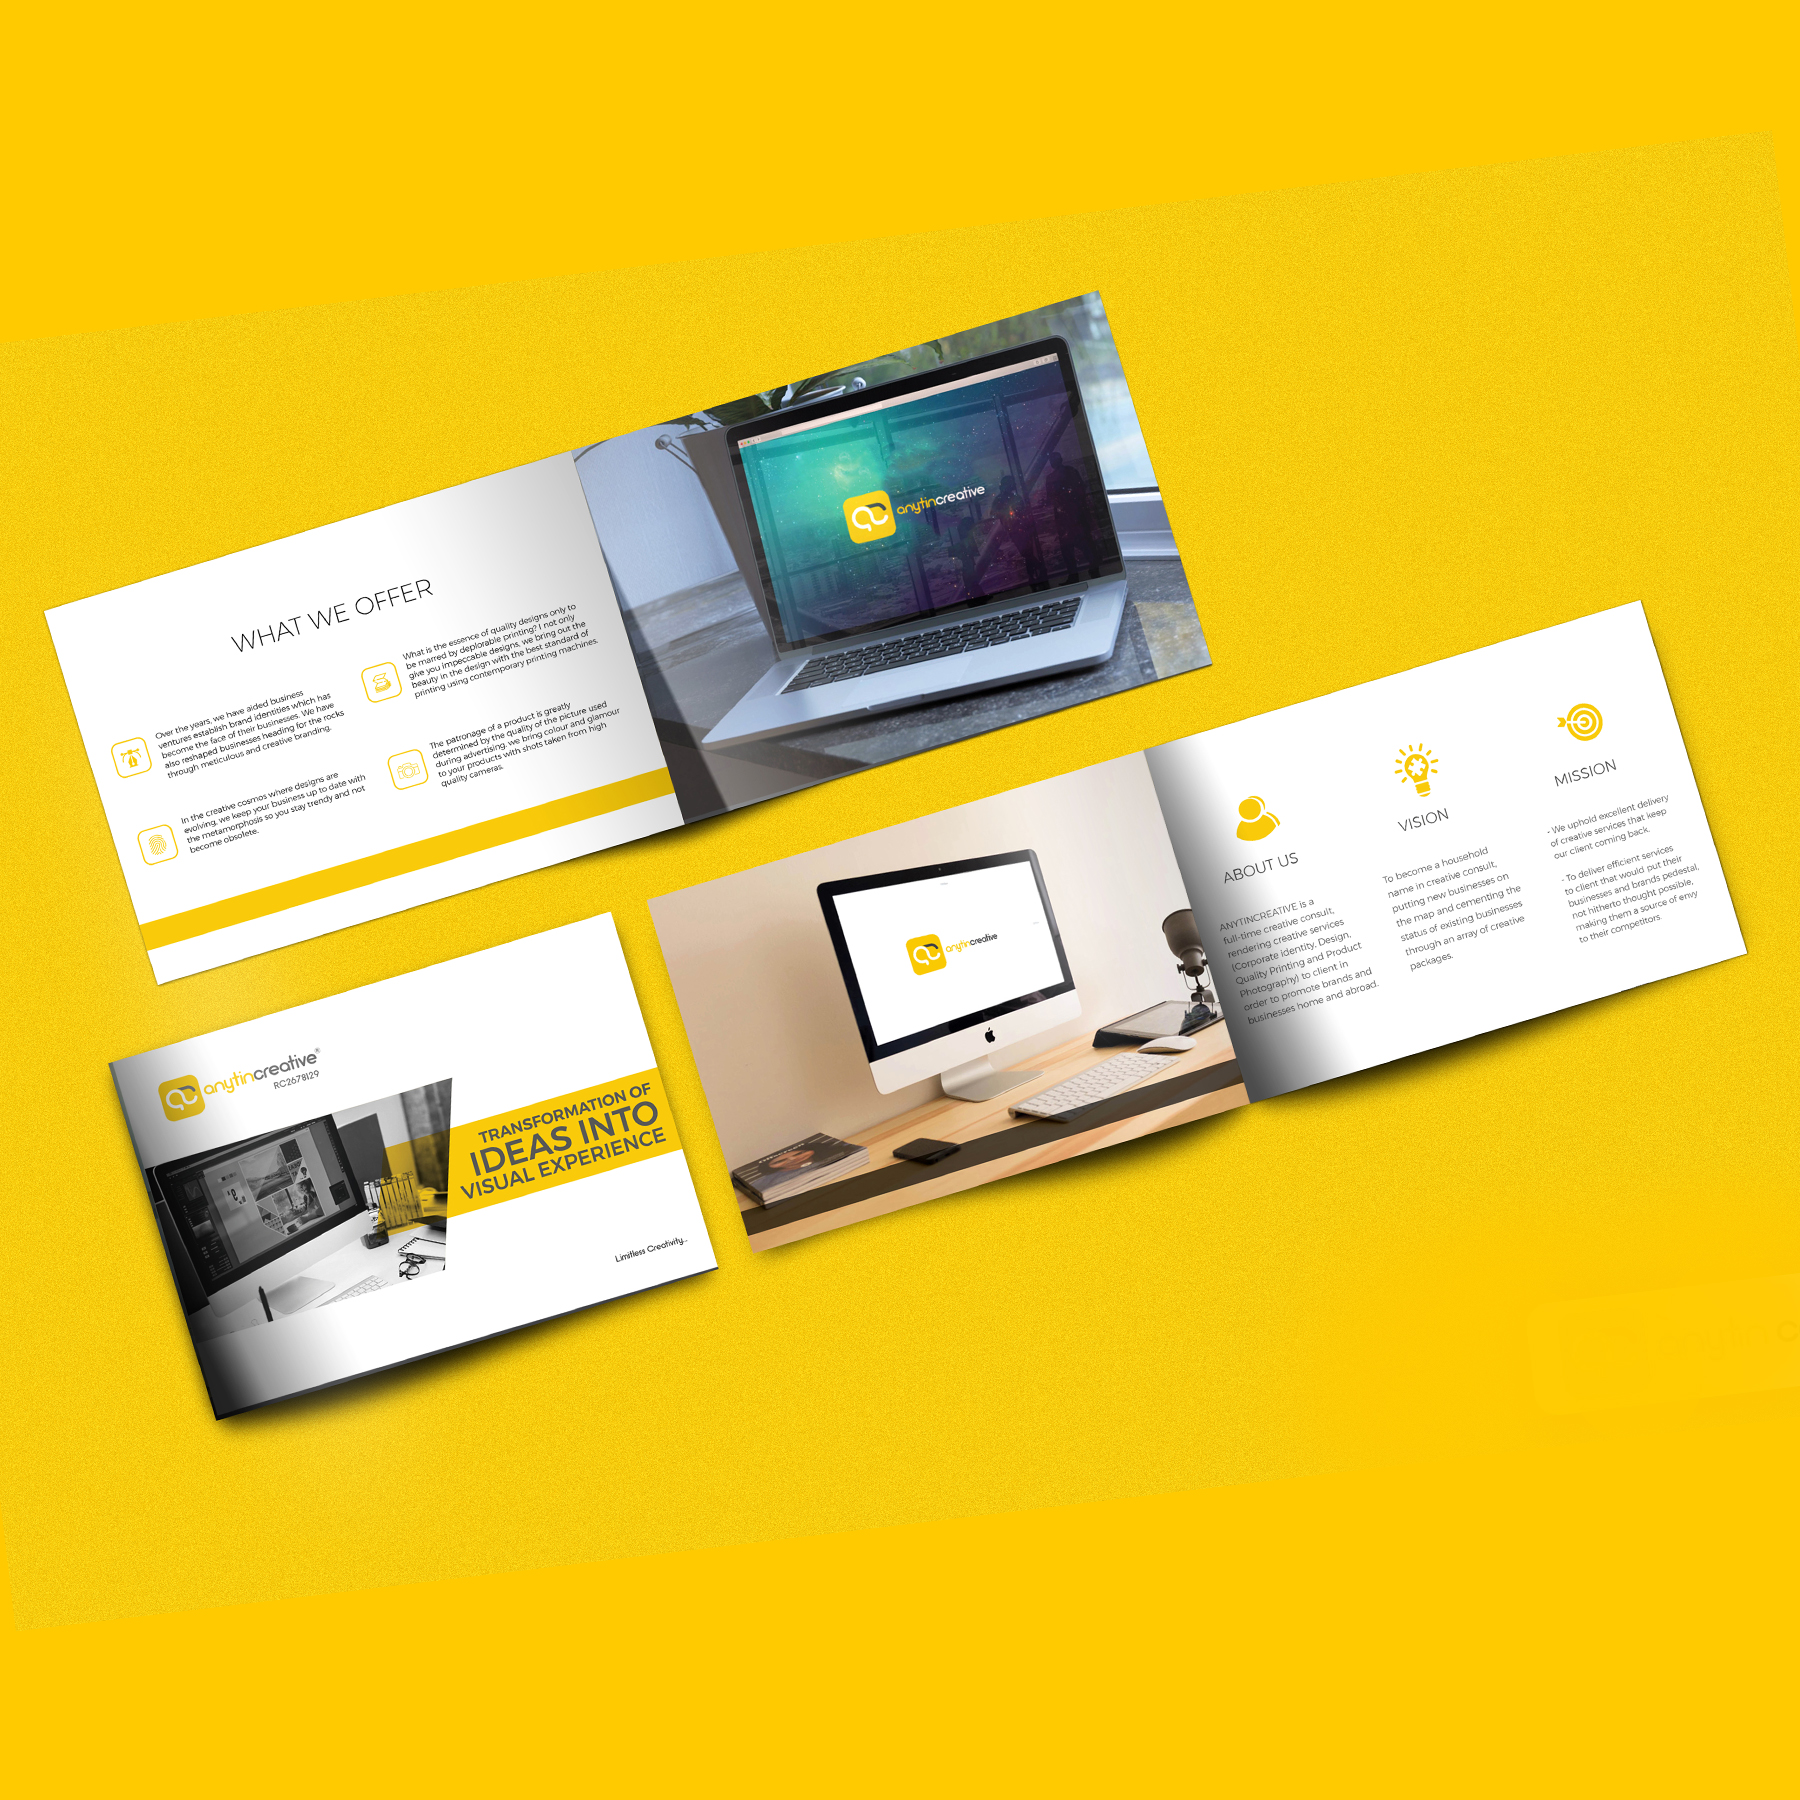 WHAT WE OFFER
Over the years, we have aided business
ventures establish brand identities which has
become the face of their businesses. We have
also reshaped businesses heading for the rocks
through meticulous and creative branding.
In the creative cosmos where designs are
evolving, we keep your business up to date with
the metamorphosis so you stay trendy and not
become obsolete.
What is the essence of quality designs only to
be marred by deplorable printing? I not only
give you impeccable designs, we bring out the
beauty in the design with the best standard of
printing using contemporary printing machines.
The patronage of a product is greatly
determined by the quality of the picture used
during advertising, we bring colour and glamour
to your products with shots taken from high
quality cameras.
anytincreative
anytincreative
ABOUT US
ANYTINCREATIVE is a
full-time creative consult,
rendering creative services
(Corporate Identity, Design,
Quality Printing and Product
Photography) to client in
order to promote brands and
businesses home and abroad.
VISION
To become a household
name in creative consult,
putting new businesses on
the map and cementing the
status of existing businesses
through an array of creative
packages.
MISSION
- We uphold excellent delivery
of creative services that keep
our client coming back.
- To deliver efficient services
to client that would put their
businesses and brands pedestal,
not hitherto thought possible,
making them a source of envy
to their competitors.
anytincreative®
RC2678129
TRANSFORMATION OF
IDEAS INTO
VISUAL EXPERIENCE
Limitless Creativity...